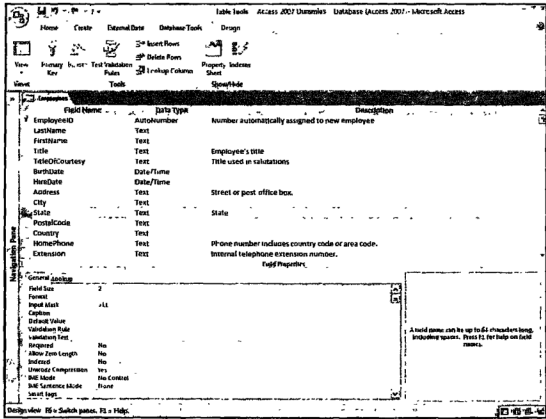 Table Tools Access 2007 Dummies Database (Access 2007 - Microsoft Access
Home Create External Data Database Tools Design
View Primary Key Test Validation Rules
Insert Rows
Delete Rows
Lookup Column
Property Sheet Indexes
Views Tools Show/Hide
Employees
Field Name Data Type Description
EmployeeID AutoNumber Number automatically assigned to new employee
LastName Text
FirstName Text
Title Text Employee's title
TitleOfCourtesy Text Title used in salutations
BirthDate Date/Time
HireDate Date/Time
Address Text Street or post office box.
City Text
State Text State
PostalCode Text
Country Text
HomePhone Text Phone number includes country code or area code.
Extension Text Internal telephone extension number.
Navigation Pane
Field Properties
General Lookup
Field Size 2
Format
Input Mask >LL
Caption
Default Value
Validation Rule
Validation Text
Required No
Allow Zero Length No
Indexed No
Unicode Compression Yes
IME Mode No Control
IME Sentence Mode None
Smart Tags
A field name can be up to 64 characters long,
including spaces. Press F1 for help on field
names.
Design view. F6 = Switch panes. F1 = Help.